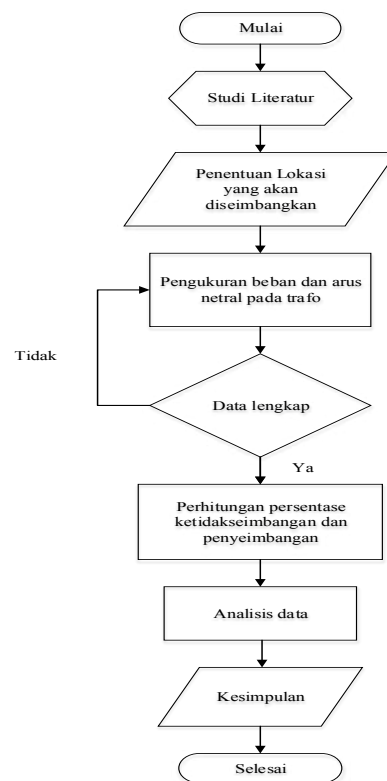 Mulai
Studi Literatur
Penentuan Lokasi
yang akan
diseimbangkan
Pengukuran beban dan arus
netral pada trafo
Tidak
Data lengkap
Ya
Perhitungan persentase
ketidakseimbangan dan
penyeimbangan
Analisis data
Kesimpulan
Selesai